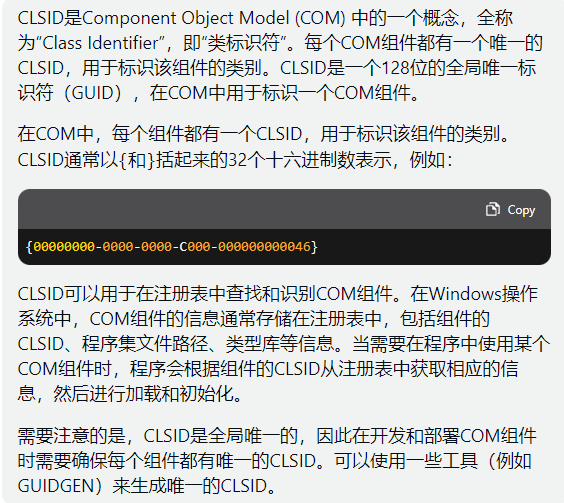 CLSID是Component Object Model (COM) 中的一个概念，全称
为“Class Identifier”，即“类标识符”。每个COM组件都有一个唯一的
CLSID，用于标识该组件的类别。CLSID是一个128位的全局唯一标
识符（GUID），在COM中用于标识一个COM组件。
在COM中，每个组件都有一个CLSID，用于标识该组件的类别。
CLSID通常以{和}括起来的32个十六进制数表示，例如：
Copy
{00000000-0000-0000-C000-000000000046}
CLSID可以用于在注册表中查找和识别COM组件。在Windows操作
系统中，COM组件的信息通常存储在注册表中，包括组件的
CLSID、程序集文件路径、类型库等信息。当需要在程序中使用某个
COM组件时，程序会根据组件的CLSID从注册表中获取相应的信
息，然后进行加载和初始化。
需要注意的是，CLSID是全局唯一的，因此在开发和部署COM组件
时需要确保每个组件都有唯一的CLSID。可以使用一些工具（例如
GUIDGEN）来生成唯一的CLSID。